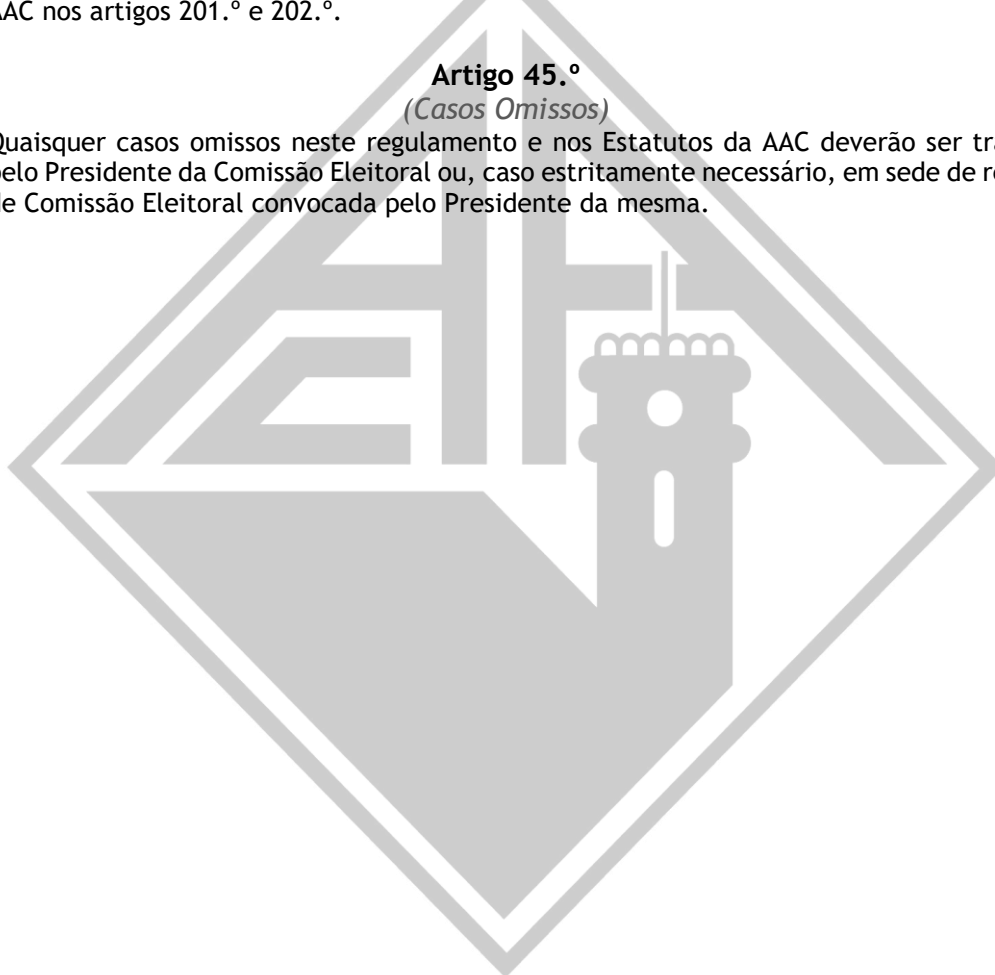 AAC nos artigos 201.º e 202.º.
Artigo 45.º
(Casos Omissos)
Quaisquer casos omissos neste regulamento e nos Estatutos da AAC deverão ser
pelo Presidente da Comissão Eleitoral ou, caso estritamente necessário, em sede de
de Comissão Eleitoral convocada pelo Presidente da mesma.